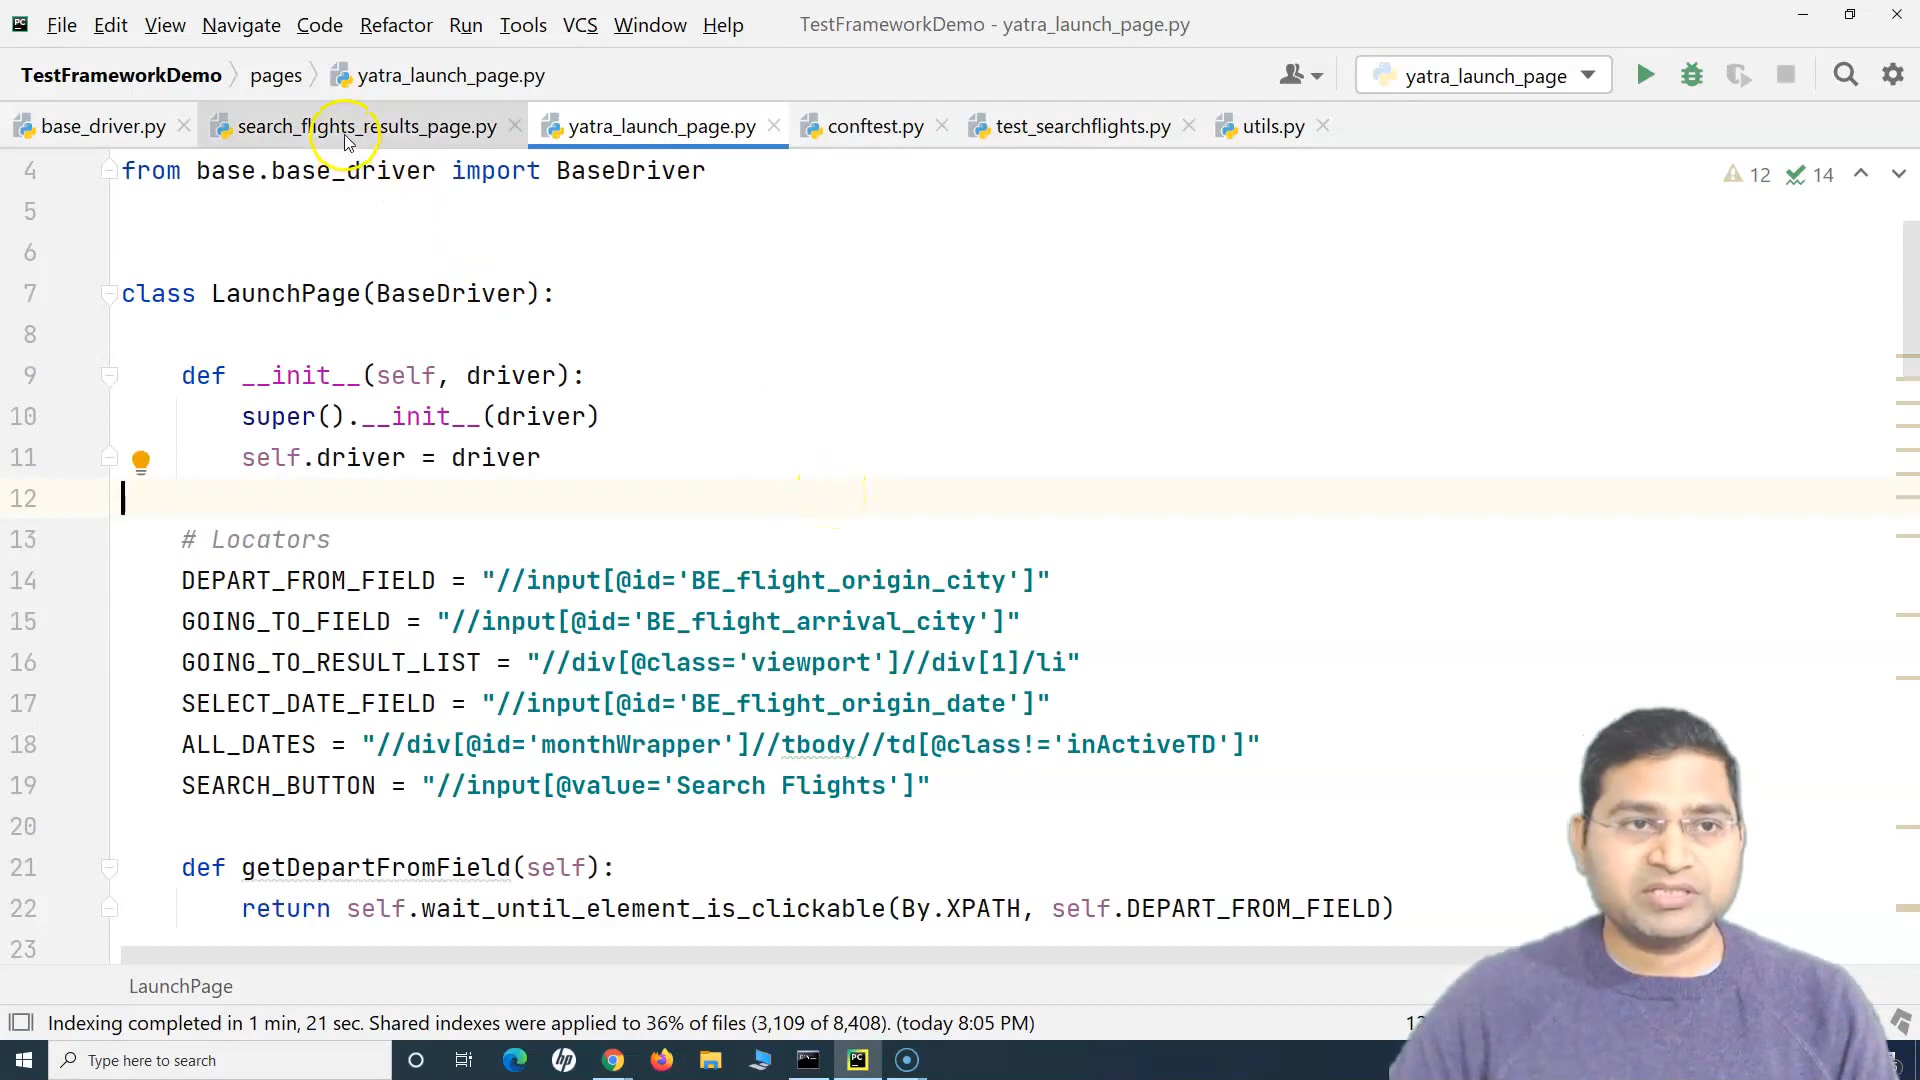 PC File Edit View Navigate Code Refactor Run Tools VCS Window Help TestFrameworkDemo - yatra_launch_page.py
TestFrameworkDemo pages yatra_launch_page.py yatra_launch_page
base_driver.py search_flights_results_page.py yatra_launch_page.py conftest.py test_searchflights.py utils.py
4 from base.base_driver import BaseDriver 12 14
5
6
7 class LaunchPage(BaseDriver):
8
9 def __init__(self, driver):
10 super().__init__(driver)
11 self.driver = driver
12
13 # Locators
14 DEPART_FROM_FIELD = "//input[@id='BE_flight_origin_city']"
15 GOING_TO_FIELD = "//input[@id='BE_flight_arrival_city']"
16 GOING_TO_RESULT_LIST = "//div[@class='viewport']//div[1]/li"
17 SELECT_DATE_FIELD = "//input[@id='BE_flight_origin_date']"
18 ALL_DATES = "//div[@id='monthWrapper']//tbody//td[@class!='inActiveTD']"
19 SEARCH_BUTTON = "//input[@value='Search Flights']"
20
21 def getDepartFromField(self):
22 return self.wait_until_element_is_clickable(By.XPATH, self.DEPART_FROM_FIELD)
23
LaunchPage
Indexing completed in 1 min, 21 sec. Shared indexes were applied to 36% of files (3,109 of 8,408). (today 8:05 PM)
Type here to search hp PC